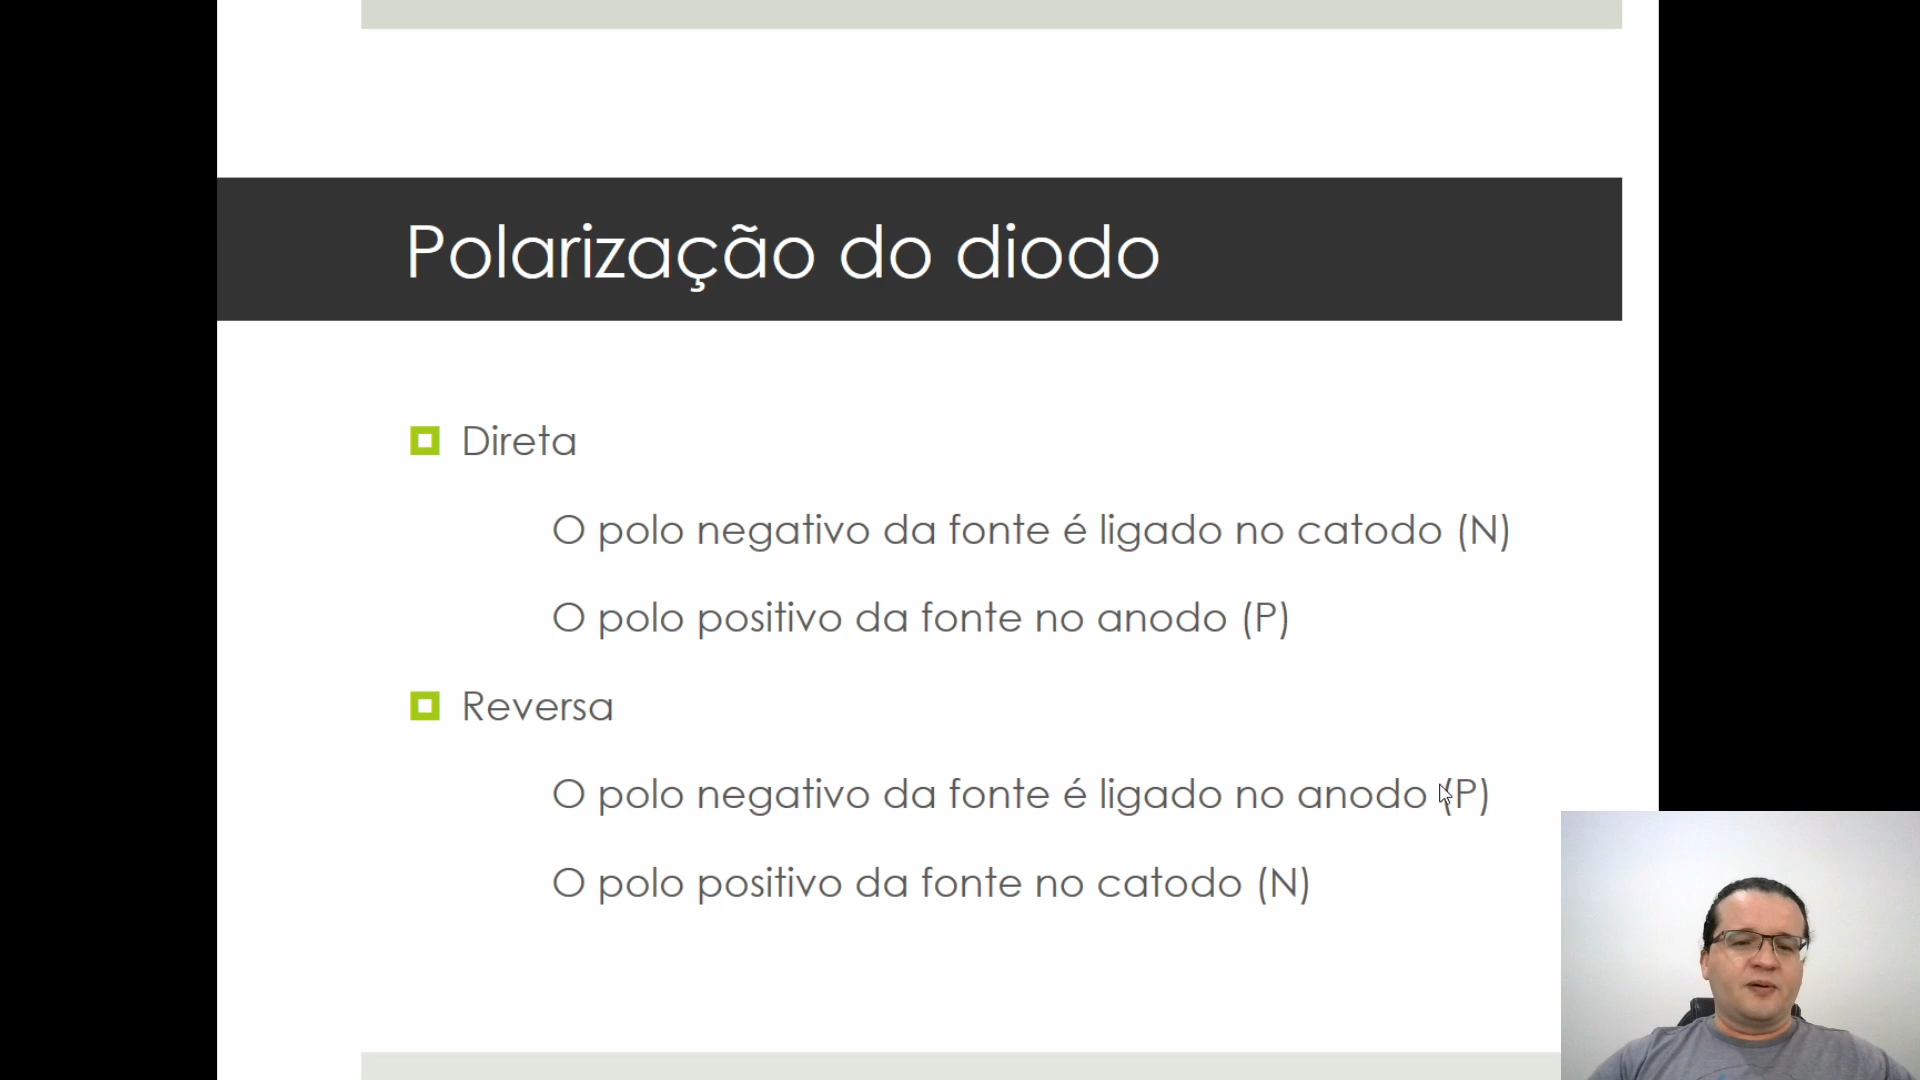 Polarização do diodo
Direta
O polo negativo da fonte é ligado no catodo (N)
O polo positivo da fonte no anodo (P)
Reversa
O polo negativo da fonte é ligado no anodo (P)
O polo positivo da fonte no catodo (N)